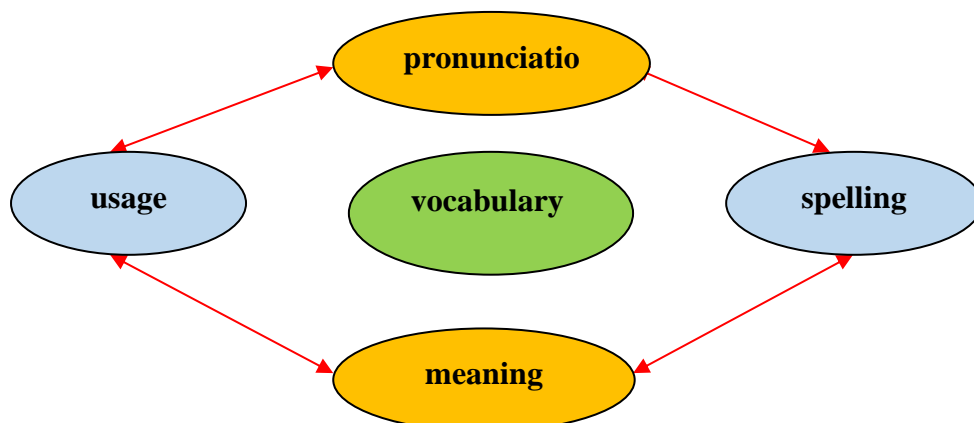 pronunciatio
usage
vocabulary
spelling
meaning